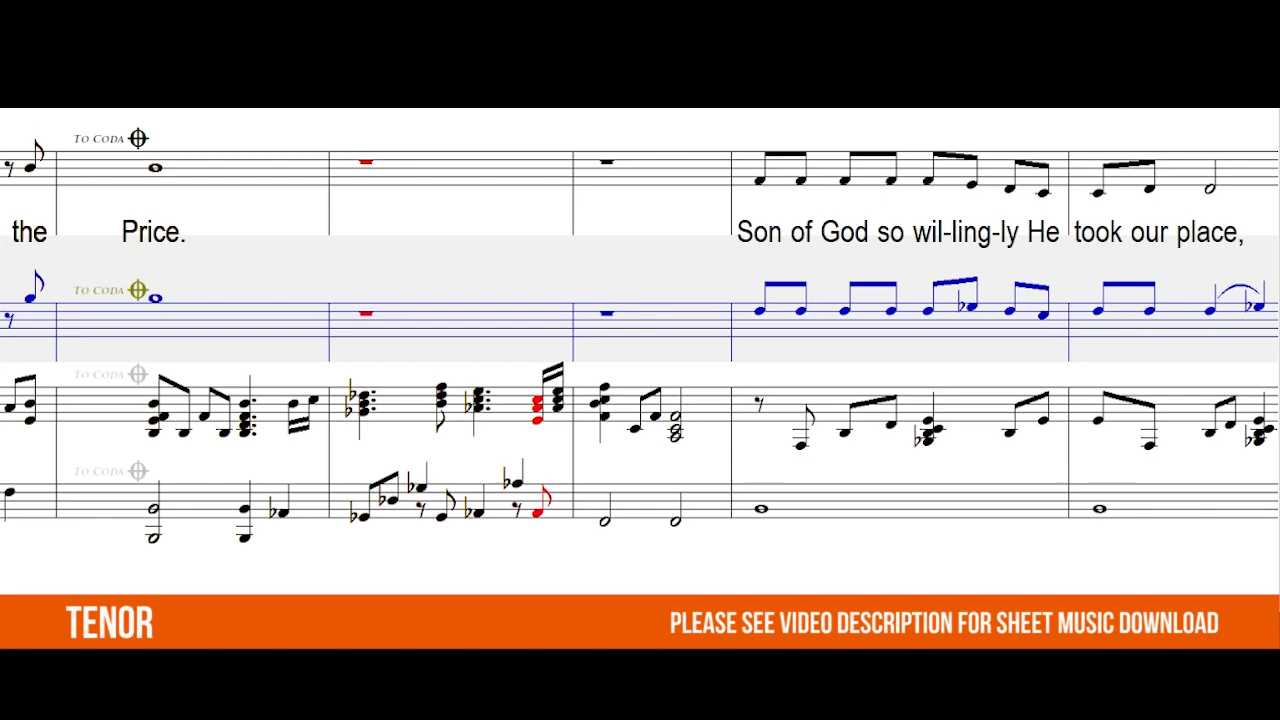 TO CODA
the Price. Son of God so wil-ling-ly He took our place,
TO CODA
TO CODA
TO CODA
TENOR
PLEASE SEE VIDEO DESCRIPTION FOR SHEET MUSIC DOWNLOAD